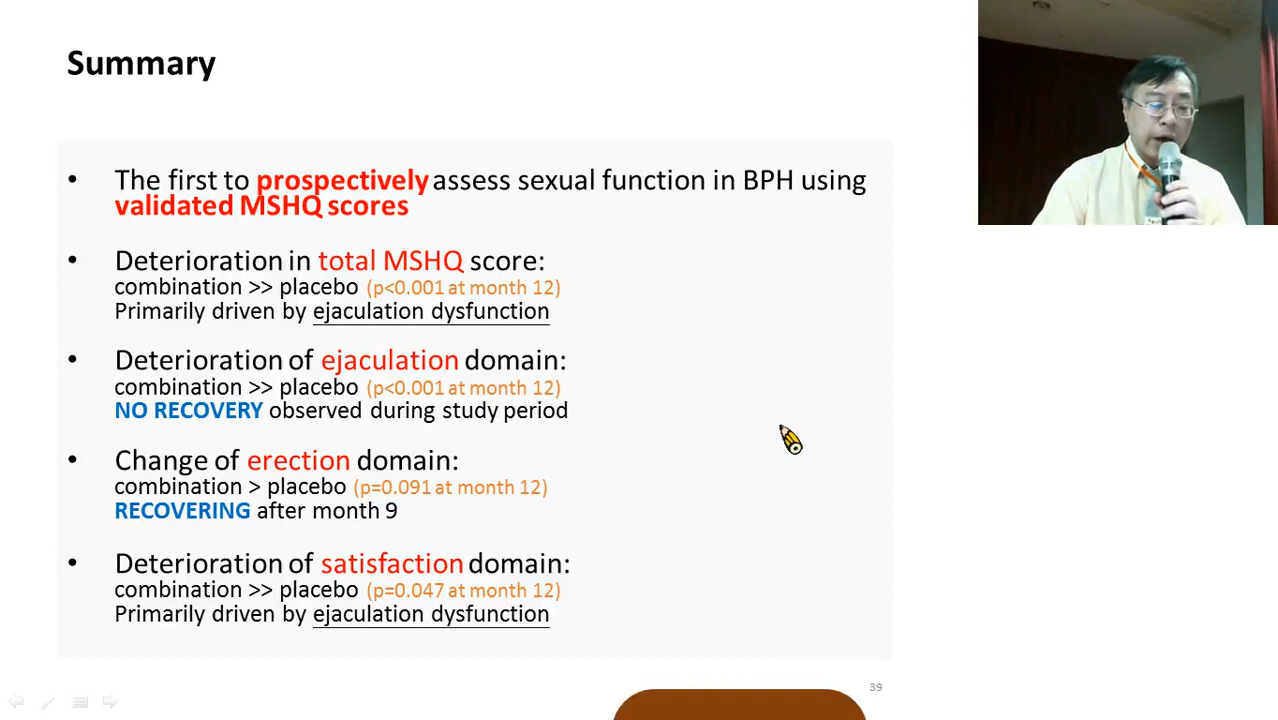 Summary
• The first to prospectively assess sexual function in BPH using
validated MSHQ scores
• Deterioration in total MSHQ score:
combination >> placebo (p<0.001 at month 12)
Primarily driven by ejaculation dysfunction
• Deterioration of ejaculation domain:
combination >> placebo (p<0.001 at month 12)
NO RECOVERY observed during study period
• Change of erection domain:
combination > placebo (p=0.091 at month 12)
RECOVERING after month 9
• Deterioration of satisfaction domain:
combination >> placebo (p=0.047 at month 12)
Primarily driven by ejaculation dysfunction
39